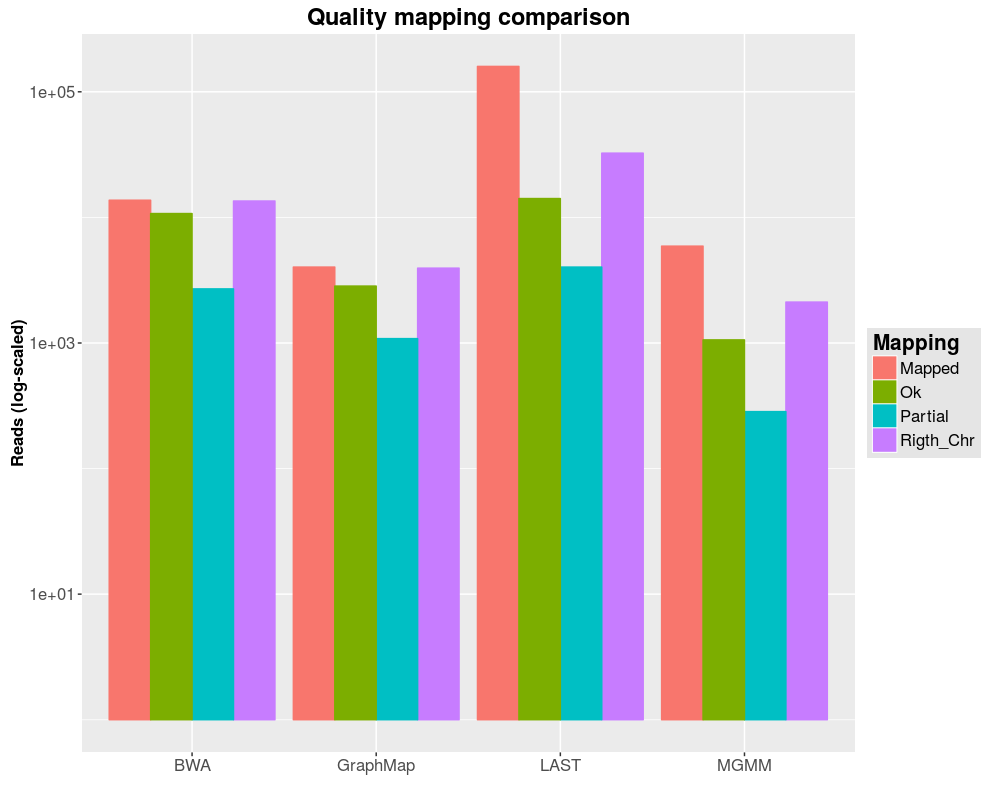 Quality mapping comparison
Reads (log-scaled)
1e+05
1e+03
1e+01
BWA
GraphMap
LAST
MGMM
Mapping
Mapped
Ok
Partial
Rigth_Chr